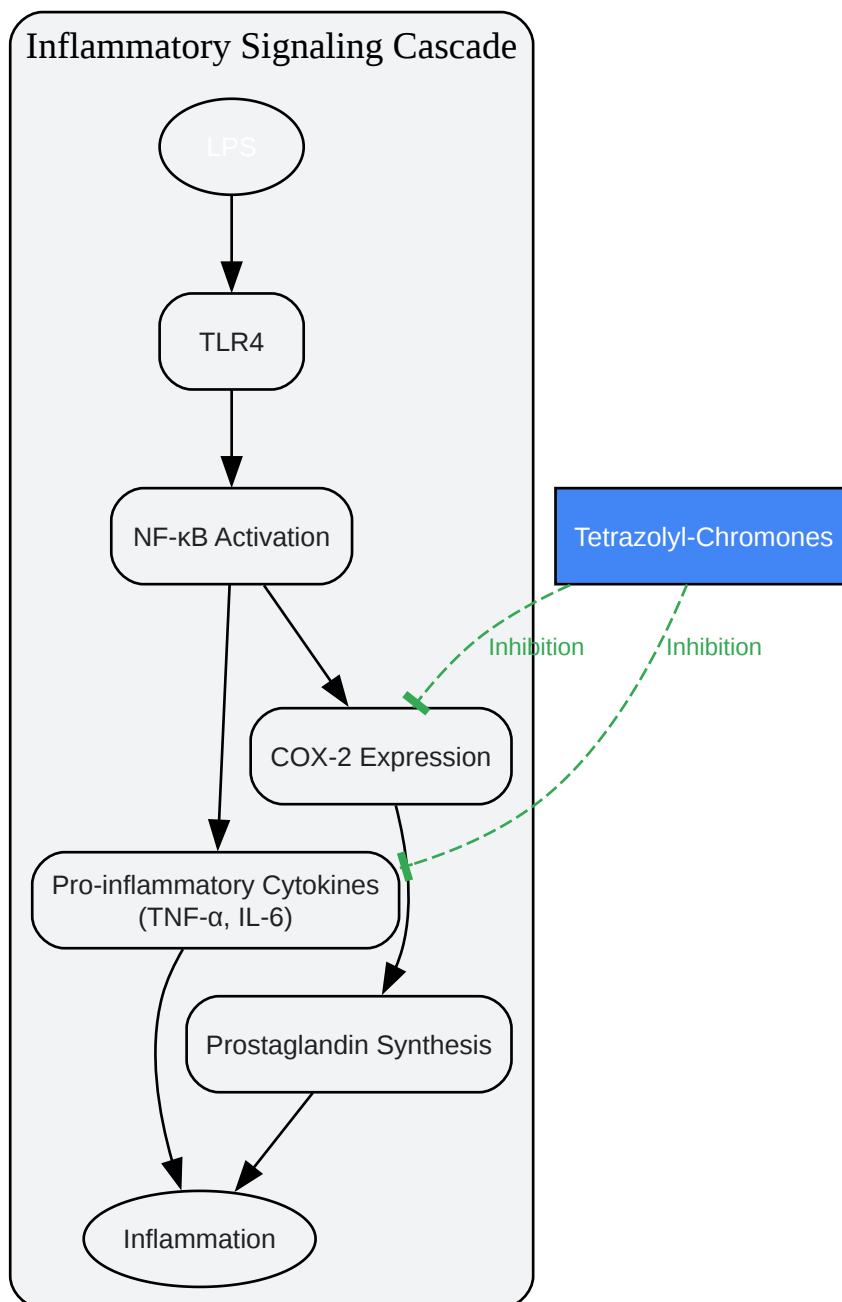 Inflammatory Signaling Cascade
LPS
TLR4
NF-κB Activation
Tetrazolyl-Chromones
Inhibition
Inhibition
COX-2 Expression
Pro-inflammatory Cytokines
(TNF-α, IL-6)
Prostaglandin Synthesis
Inflammation